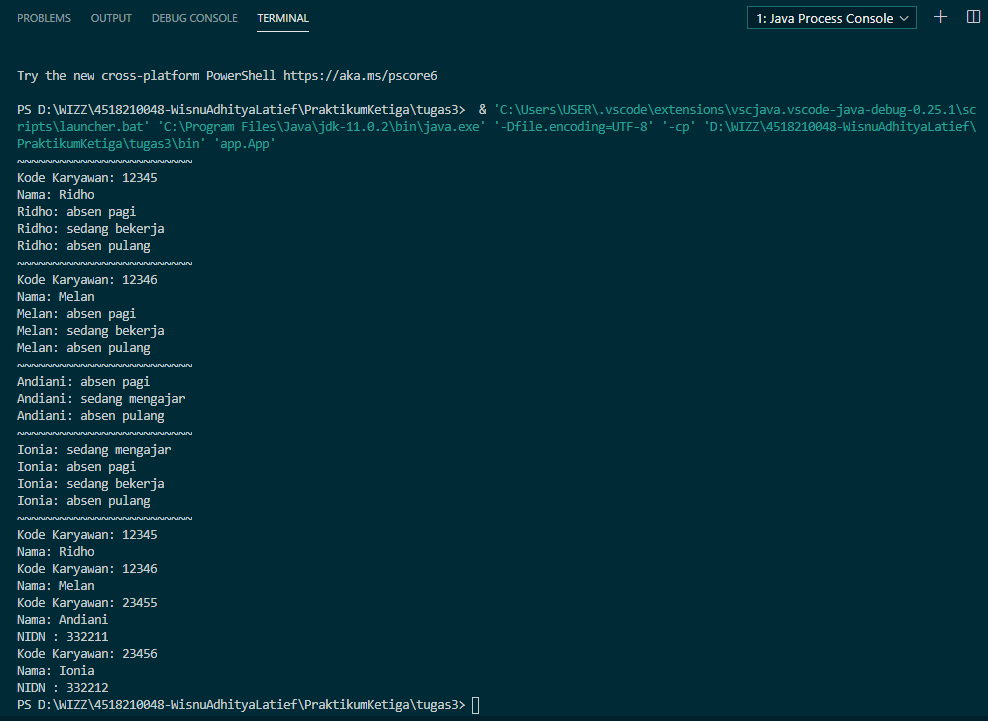 PROBLEMS OUTPUT DEBUG CONSOLE TERMINAL 1: Java Process Console
Try the new cross-platform PowerShell https://aka.ms/pscore6
PS D:\WIZZ\4518210048-WisnuAdhityaLatief\PraktikumKetiga\tugas3>  & 'C:\Users\USER\.vscode\extensions\vscjava.vscode-java-debug-0.25.1\sc
ripts\launcher.bat' 'C:\Program Files\Java\jdk-11.0.2\bin\java.exe' '-Dfile.encoding=UTF-8' '-cp' 'D:\WIZZ\4518210048-WisnuAdhityaLatief\
PraktikumKetiga\tugas3\bin' 'app.App'
~~~~~~~~~~~~~~~~~~~~~~~~~
Kode Karyawan: 12345
Nama: Ridho
Ridho: absen pagi
Ridho: sedang bekerja
Ridho: absen pulang
~~~~~~~~~~~~~~~~~~~~~~~~~
Kode Karyawan: 12346
Nama: Melan
Melan: absen pagi
Melan: sedang bekerja
Melan: absen pulang
~~~~~~~~~~~~~~~~~~~~~~~~~
Andiani: absen pagi
Andiani: sedang mengajar
Andiani: absen pulang
~~~~~~~~~~~~~~~~~~~~~~~~~
Ionia: sedang mengajar
Ionia: absen pagi
Ionia: sedang bekerja
Ionia: absen pulang
~~~~~~~~~~~~~~~~~~~~~~~~~
Kode Karyawan: 12345
Nama: Ridho
Kode Karyawan: 12346
Nama: Melan
Kode Karyawan: 23455
Nama: Andiani
NIDN : 332211
Kode Karyawan: 23456
Nama: Ionia
NIDN : 332212
PS D:\WIZZ\4518210048-WisnuAdhityaLatief\PraktikumKetiga\tugas3>